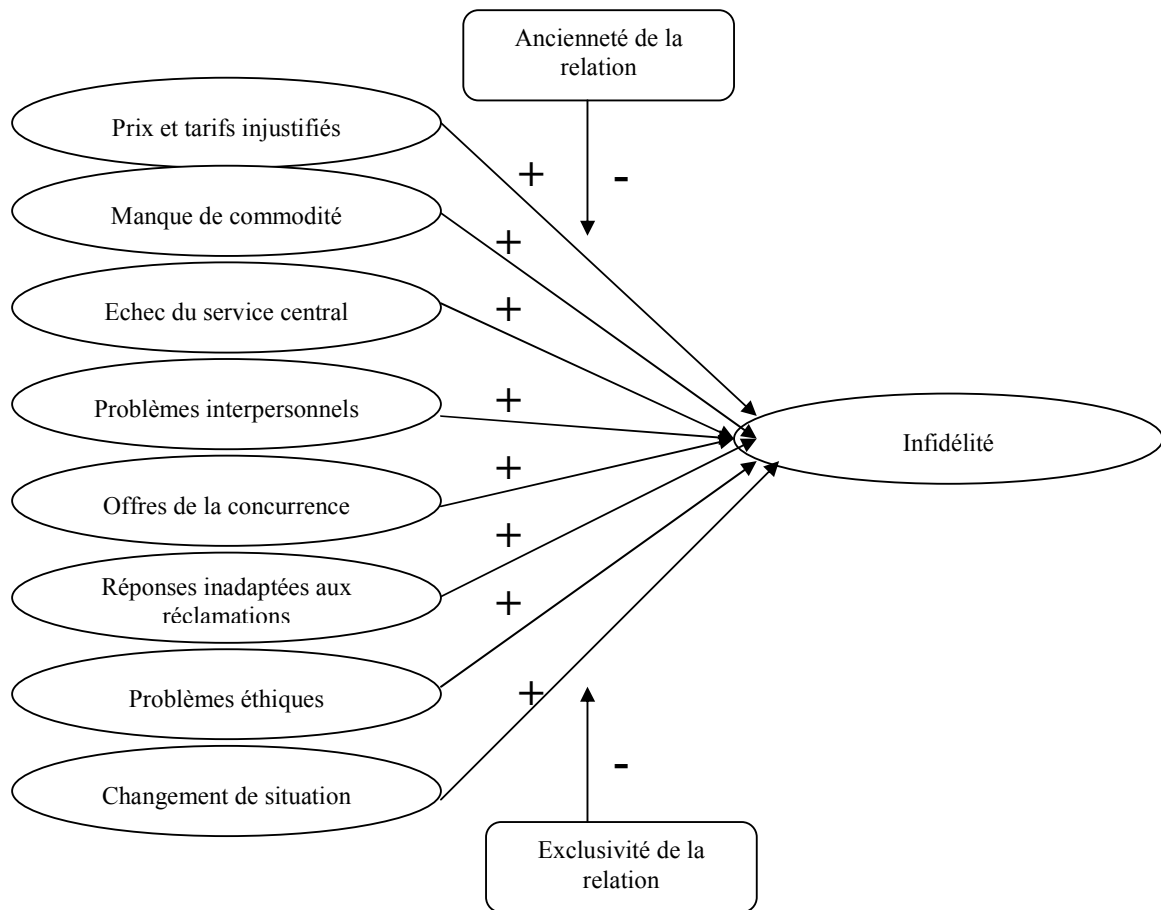 Ancienneté de la
relation
Prix et tarifs injustifiés
+
-
Manque de commodité
+
Echec du service central
+
Problèmes interpersonnels
+
Infidélité
Offres de la concurrence
+
Réponses inadaptées aux
réclamations
+
+
Problèmes éthiques
+
Changement de situation
-
Exclusivité de la
relation